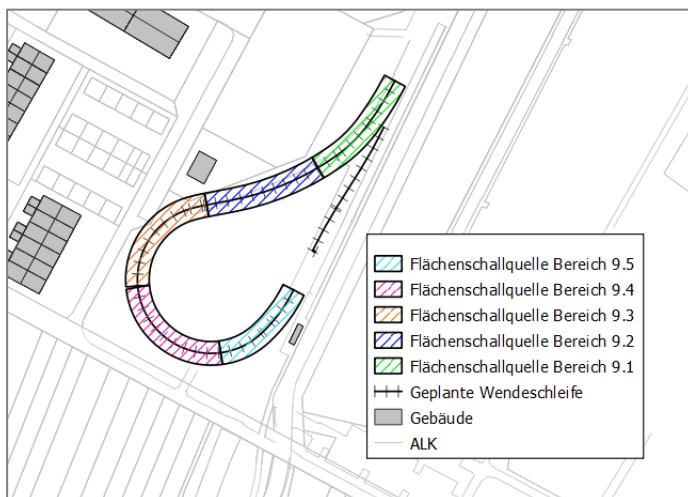 Flächenschallquelle Bereich 9.5
Flächenschallquelle Bereich 9.4
Flächenschallquelle Bereich 9.3
Flächenschallquelle Bereich 9.2
Flächenschallquelle Bereich 9.1
Geplante Wendeschleife
Gebäude
ALK